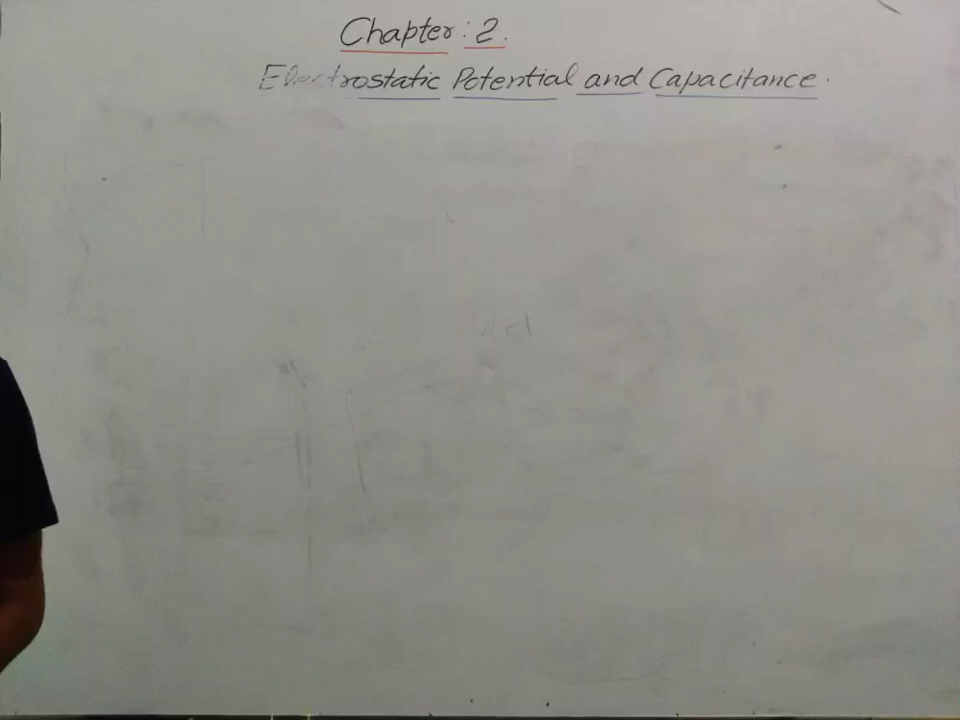 Chapter : 2.
Electrostatic Potential and Capacitance.